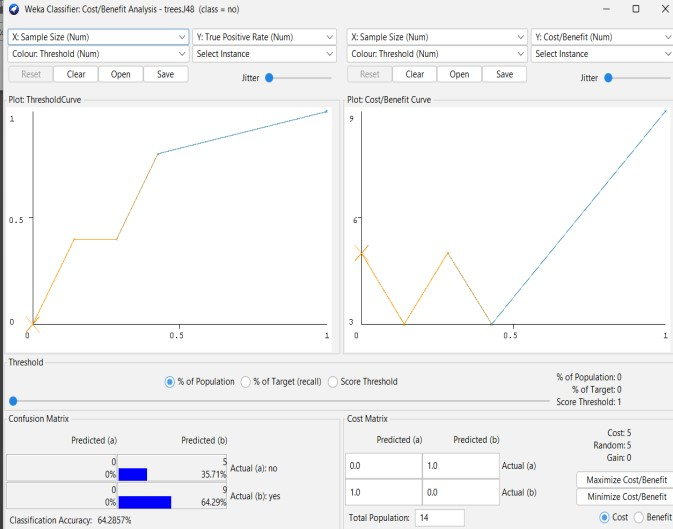 Weka Classifier: Cost/Benefit Analysis - trees.J48 (class = no)
X: Sample Size (Num) Y: True Positive Rate (Num) X: Sample Size (Num) Y: Cost/Benefit (Num)
Colour: Threshold (Num) Select Instance Colour: Threshold (Num) Select Instance
Reset Clear Open Save Jitter Reset Clear Open Save Jitter
Plot: ThresholdCurve Plot: Cost/Benefit Curve
1 9
0.5 6
0 3
0 0.5 1 0 0.5 1
Threshold
% of Population % of Target (recall) Score Threshold
% of Population: 0
% of Target: 0
Score Threshold: 1
Confusion Matrix Cost Matrix
Predicted (a) Predicted (b) Predicted (a) Predicted (b)
0 5
0% 35.71% Actual (a): no
0 9
0% 64.29% Actual (b): yes
Classification Accuracy: 64.2857%
0.0 1.0 Actual (a)
1.0 0.0 Actual (b)
Total Population: 14
Cost: 5
Random: 5
Gain: 0
Maximize Cost/Benefit
Minimize Cost/Benefit
Cost Benefit